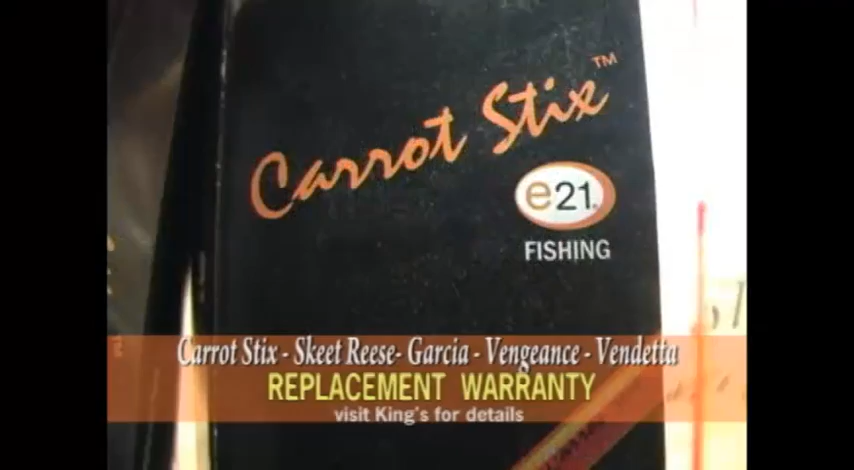 Carrot Stix™
e21®
FISHING
Carrot Stix - Skeet Reese- Garcia - Vengeance - Vendetta
REPLACEMENT WARRANTY
visit King's for details